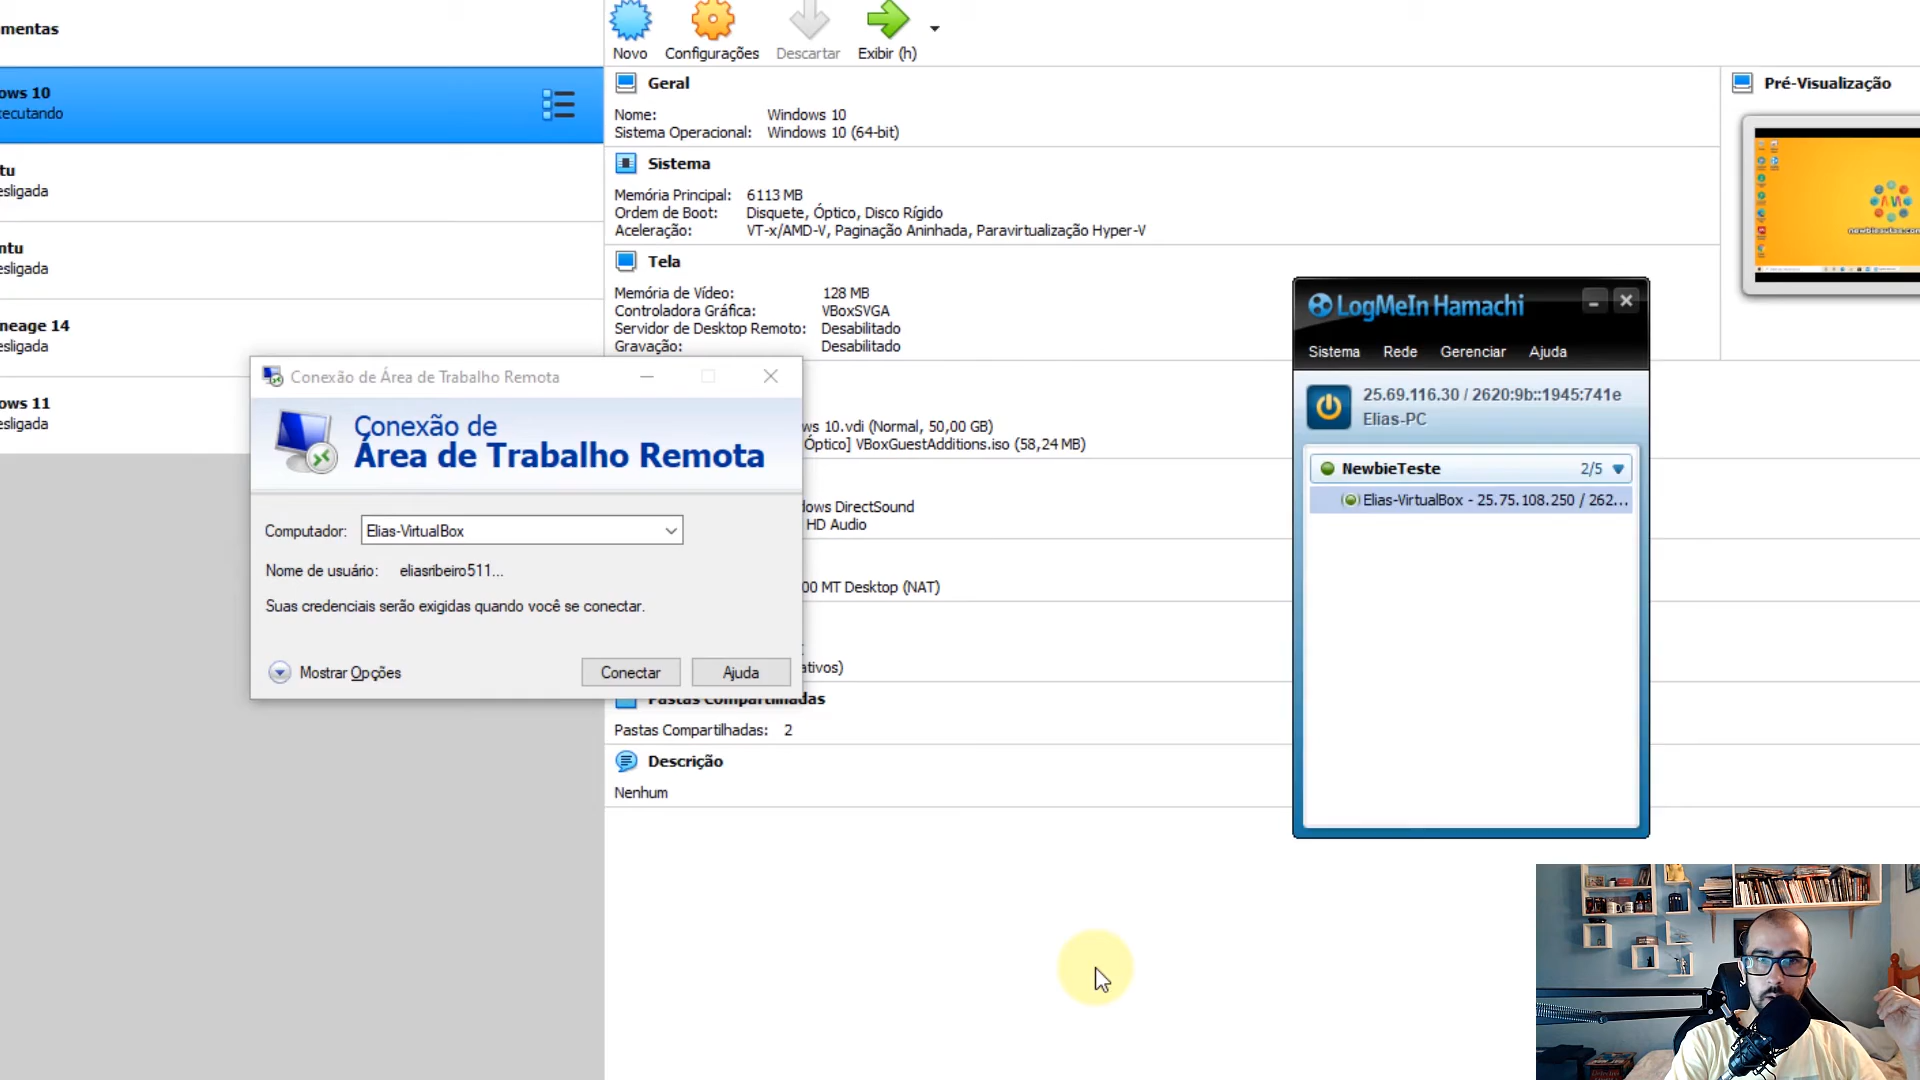 mentas
ows 10
ecutando
tu
esligada
ntu
esligada
neage 14
esligada
ows 11
esligada
Novo
Configurações
Descartar
Exibir (h)
Geral
Nome: Windows 10
Sistema Operacional: Windows 10 (64-bit)
Sistema
Memória Principal: 6113 MB
Ordem de Boot: Disquete, Óptico, Disco Rígido
Aceleração: VT-x/AMD-V, Paginação Aninhada, Paravirtualização Hyper-V
Tela
Memória de Vídeo: 128 MB
Controladora Gráfica: VBoxSVGA
Servidor de Desktop Remoto: Desabilitado
Gravação: Desabilitado
s 10.vdi (Normal, 50,00 GB)
Óptico] VBoxGuestAdditions.iso (58,24 MB)
dows DirectSound
HD Audio
00 MT Desktop (NAT)
ativos)
Pastas Compartilhadas
Pastas Compartilhadas: 2
Descrição
Nenhum
Pré-Visualização
Conexão de Área de Trabalho Remota
Conexão de
Área de Trabalho Remota
Computador: Elias-VirtualBox
Nome de usuário: eliasribeiro511...
Suas credenciais serão exigidas quando você se conectar.
Mostrar Opções
Conectar
Ajuda
LogMeIn Hamachi
Sistema Rede Gerenciar Ajuda
25.69.116.30 / 2620:9b::1945:741e
Elias-PC
NewbieTeste 2/5
Elias-VirtualBox - 25.75.108.250 / 262...